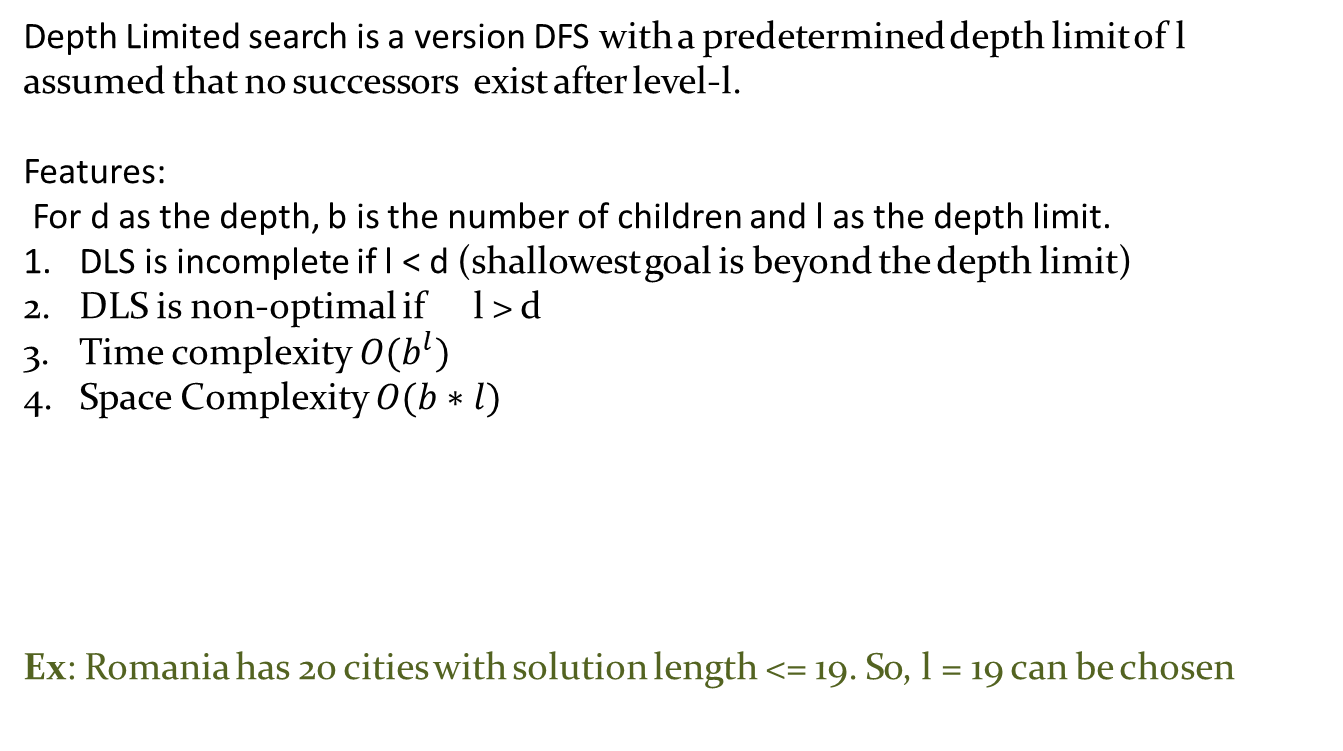 Depth Limited search is a version DFS with a predetermined depth limit of l
assumed that no successors exist after level-l.
Features:
For d as the depth, b is the number of children and l as the depth limit.
1. DLS is incomplete if l < d (shallowest goal is beyond the depth limit)
2. DLS is non-optimal if l > d
3. Time complexity O(b^l)
4. Space Complexity O(b ∗ l)
Ex: Romania has 20 cities with solution length <= 19. So, l = 19 can be chosen